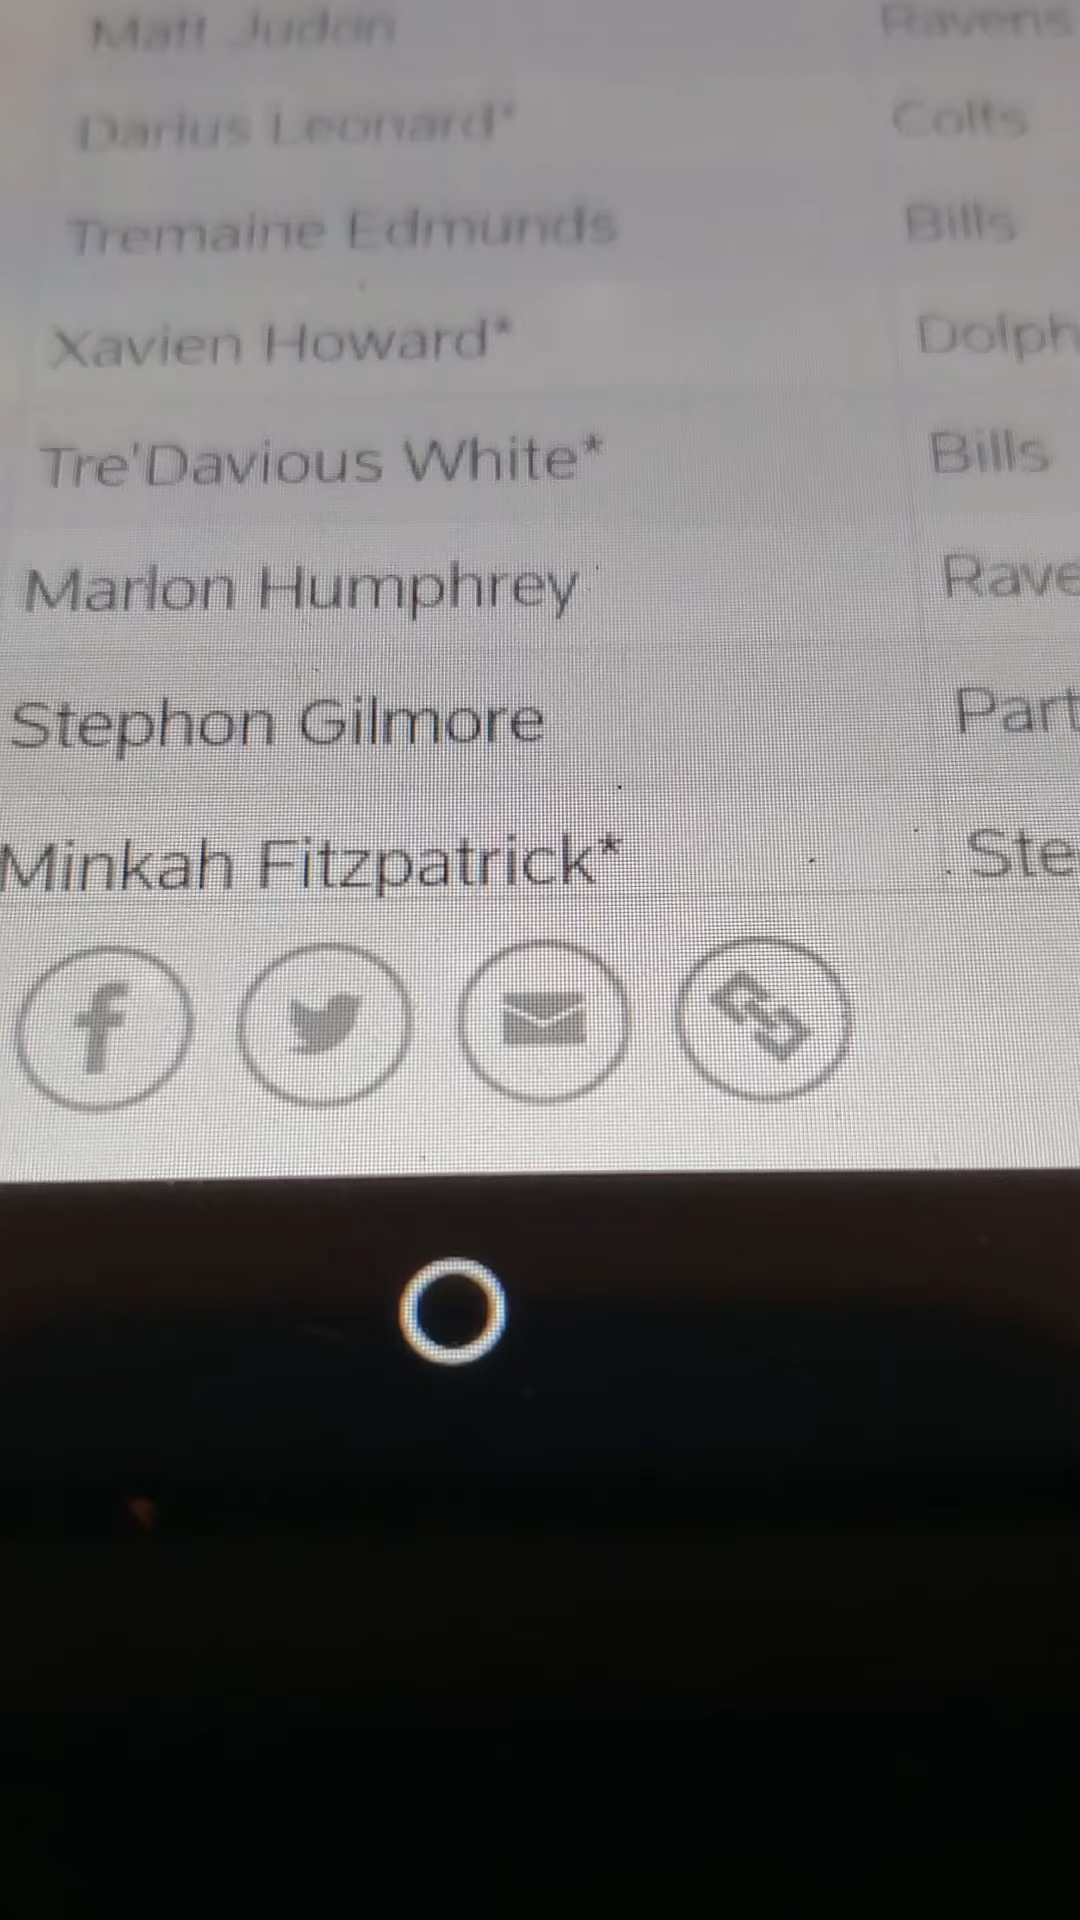 Matt Judon Ravens
Darius Leonard* Colts
Tremaine Edmunds Bills
Xavien Howard* Dolph
Tre'Davious White* Bills
Marlon Humphrey Rave
Stephon Gilmore Part
Minkah Fitzpatrick* Ste